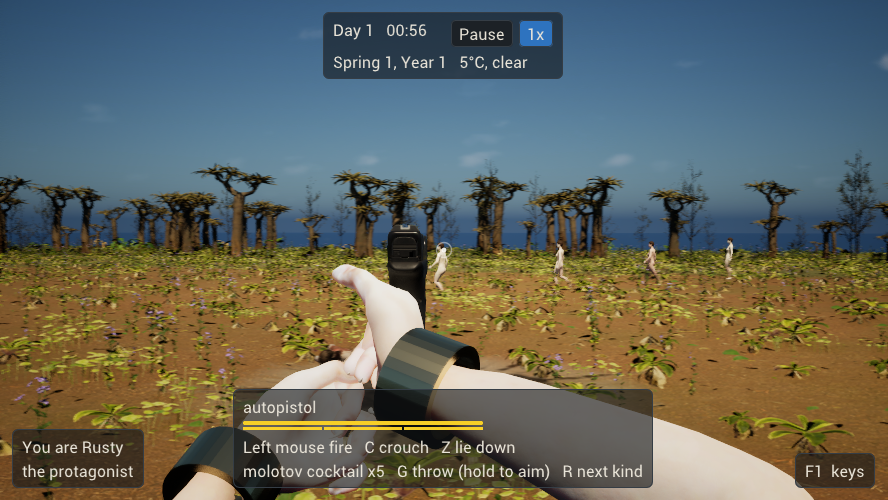 Day 1 00:56 Pause 1x
Spring 1, Year 1 5°C, clear
autopistol
Left mouse fire C crouch Z lie down
molotov cocktail x5 G throw (hold to aim) R next kind
You are Rusty
the protagonist
F1 keys